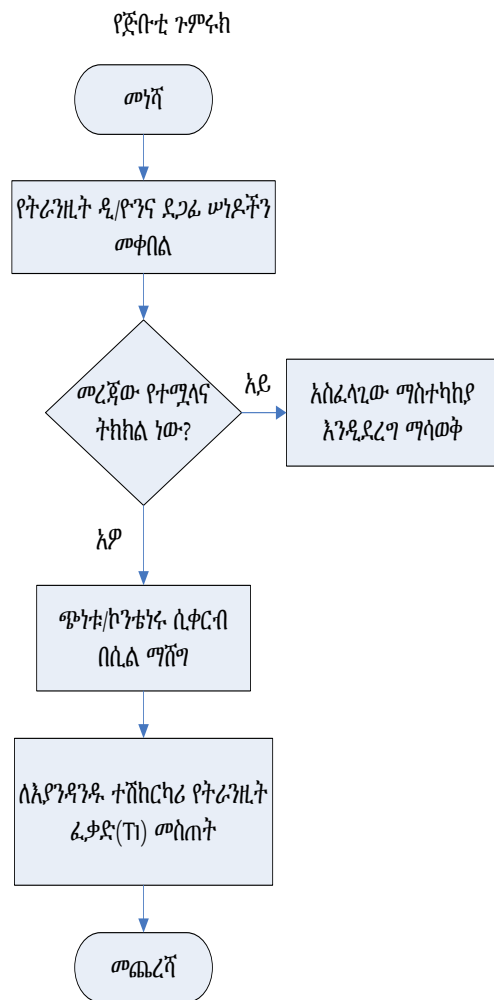 የጅቡቲ ጉምሩክ
መነሻ
የትራንዚት ዲ/ዮንና ደጋፊ ሠነዶችን
መቀበል
መረጃው የተሟላና
ትክክል ነው?
አይ
አስፈላጊው ማስተካከያ
እንዲደረግ ማሳወቅ
አዎ
ጭነቱ/ኮንቴነሩ ሲቀርብ
በሲል ማሸግ
ለእያንዳንዱ ተሽከርካሪ የትራንዚት
ፈቃድ(T1) መስጠት
መጨረሻ